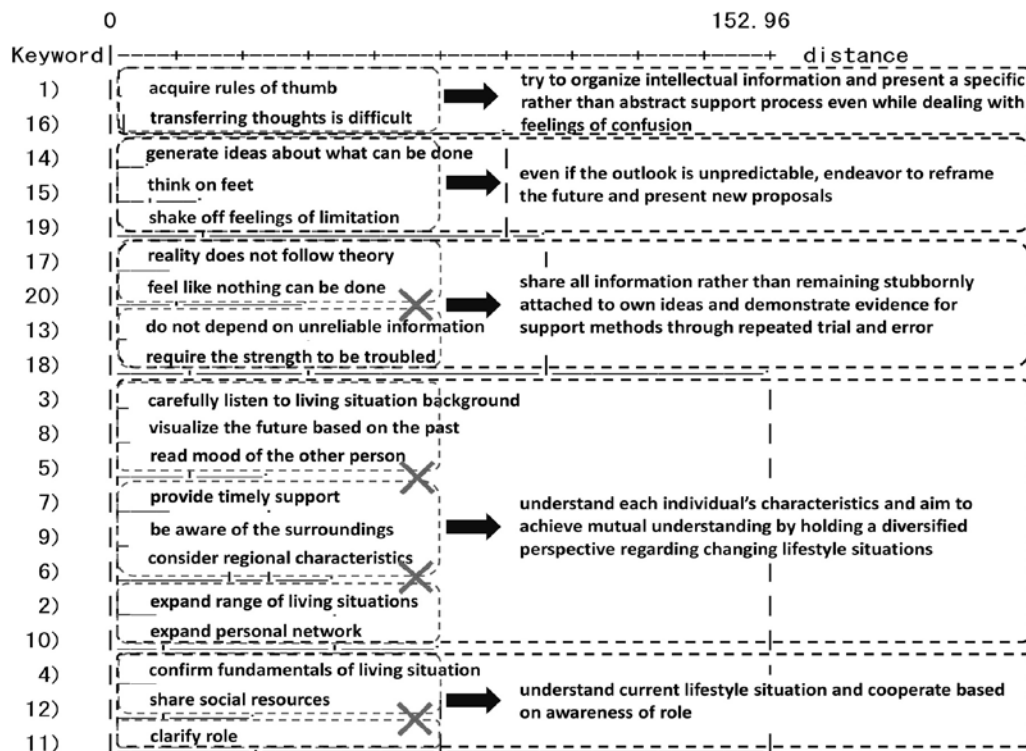 0 152.96
Keyword distance
1) acquire rules of thumb
16) transferring thoughts is difficult
try to organize intellectual information and present a specific
rather than abstract support process even while dealing with
feelings of confusion
14) generate ideas about what can be done
15) think on feet
19) shake off feelings of limitation
even if the outlook is unpredictable, endeavor to reframe
the future and present new proposals
17) reality does not follow theory
20) feel like nothing can be done
13) do not depend on unreliable information
18) require the strength to be troubled
share all information rather than remaining stubbornly
attached to own ideas and demonstrate evidence for
support methods through repeated trial and error
3) carefully listen to living situation background
8) visualize the future based on the past
5) read mood of the other person
7) provide timely support
9) be aware of the surroundings
6) consider regional characteristics
2) expand range of living situations
10) expand personal network
understand each individual's characteristics and aim to
achieve mutual understanding by holding a diversified
perspective regarding changing lifestyle situations
4) confirm fundamentals of living situation
12) share social resources
11) clarify role
understand current lifestyle situation and cooperate based
on awareness of role